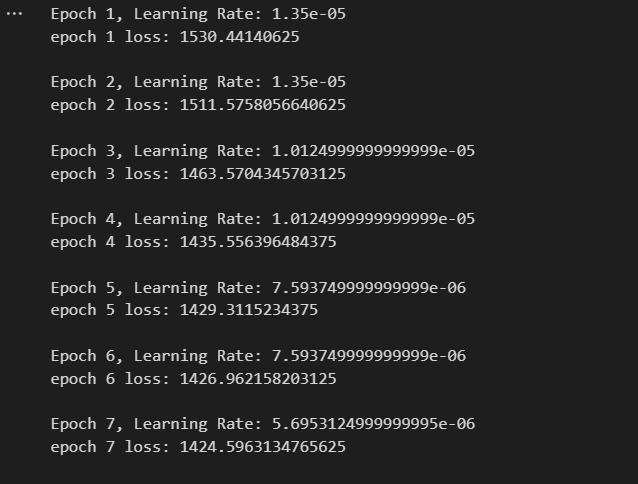 ...
Epoch 1, Learning Rate: 1.35e-05
epoch 1 loss: 1530.44140625
Epoch 2, Learning Rate: 1.35e-05
epoch 2 loss: 1511.5758056640625
Epoch 3, Learning Rate: 1.0124999999999999e-05
epoch 3 loss: 1463.5704345703125
Epoch 4, Learning Rate: 1.0124999999999999e-05
epoch 4 loss: 1435.556396484375
Epoch 5, Learning Rate: 7.593749999999999e-06
epoch 5 loss: 1429.3115234375
Epoch 6, Learning Rate: 7.593749999999999e-06
epoch 6 loss: 1426.962158203125
Epoch 7, Learning Rate: 5.6953124999999995e-06
epoch 7 loss: 1424.5963134765625